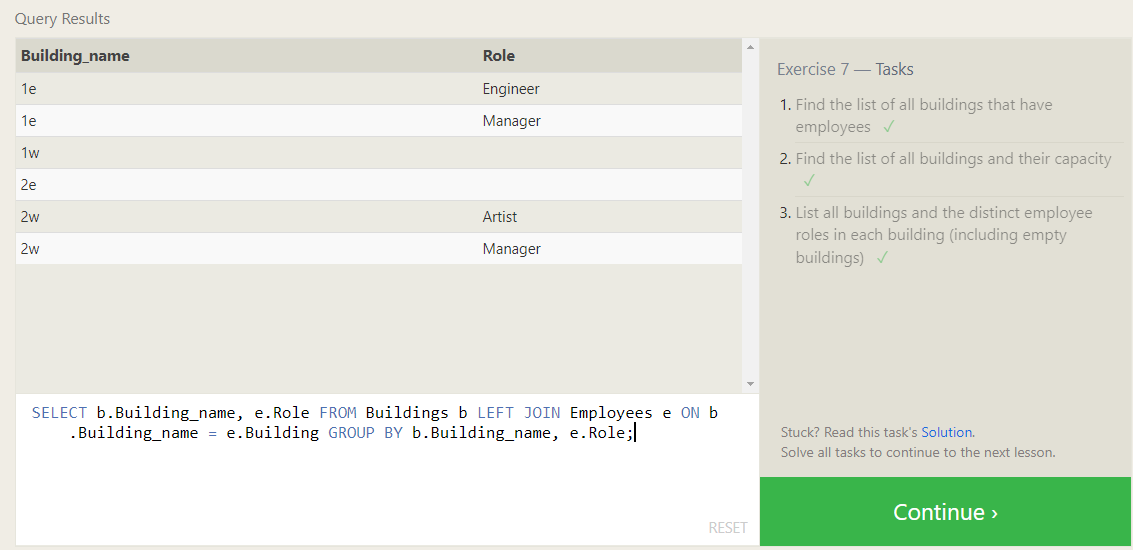 Query Results
Building_name Role
1e Engineer
1e Manager
1w
2e
2w Artist
2w Manager
SELECT b.Building_name, e.Role FROM Buildings b LEFT JOIN Employees e ON b
.Building_name = e.Building GROUP BY b.Building_name, e.Role;
RESET
Exercise 7 — Tasks
1. Find the list of all buildings that have
employees ✓
2. Find the list of all buildings and their capacity
✓
3. List all buildings and the distinct employee
roles in each building (including empty
buildings) ✓
Stuck? Read this task's Solution.
Solve all tasks to continue to the next lesson.
Continue ›